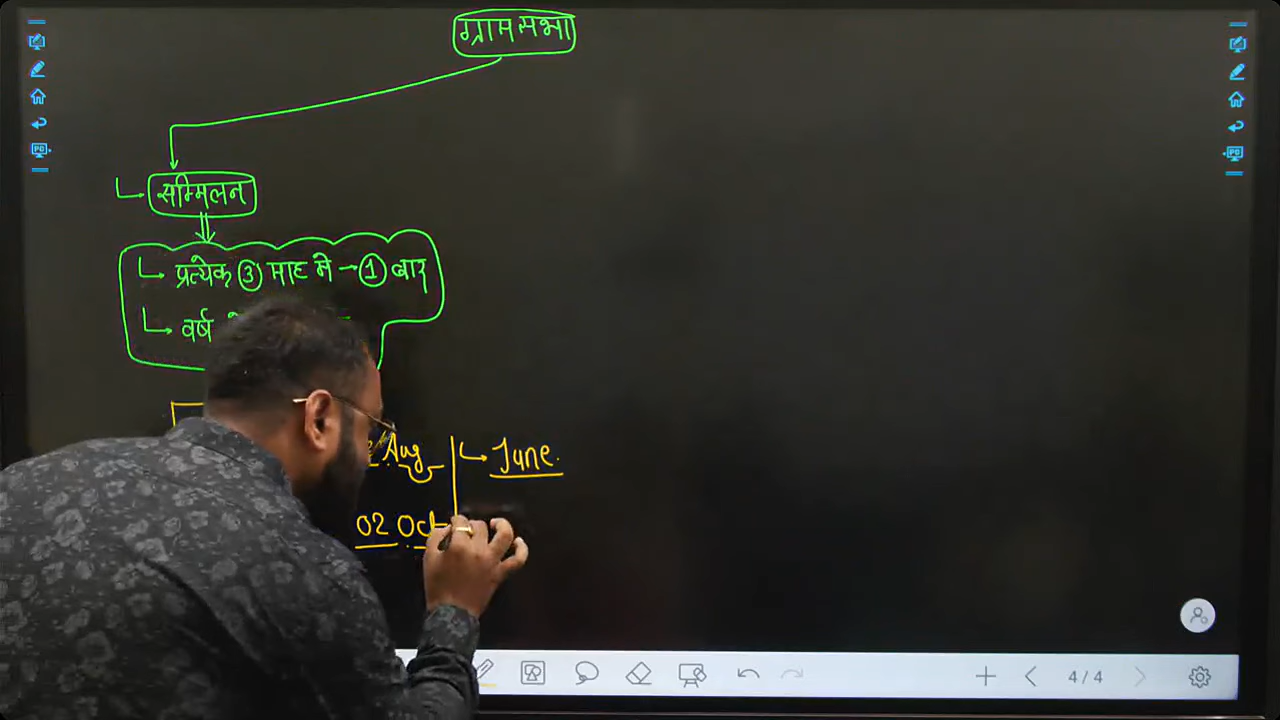 ग्रामसभा
सम्मिलन
प्रत्येक 3 माह मे → 1 बार
वर्ष
Aug
June.
02 Oct
4/4